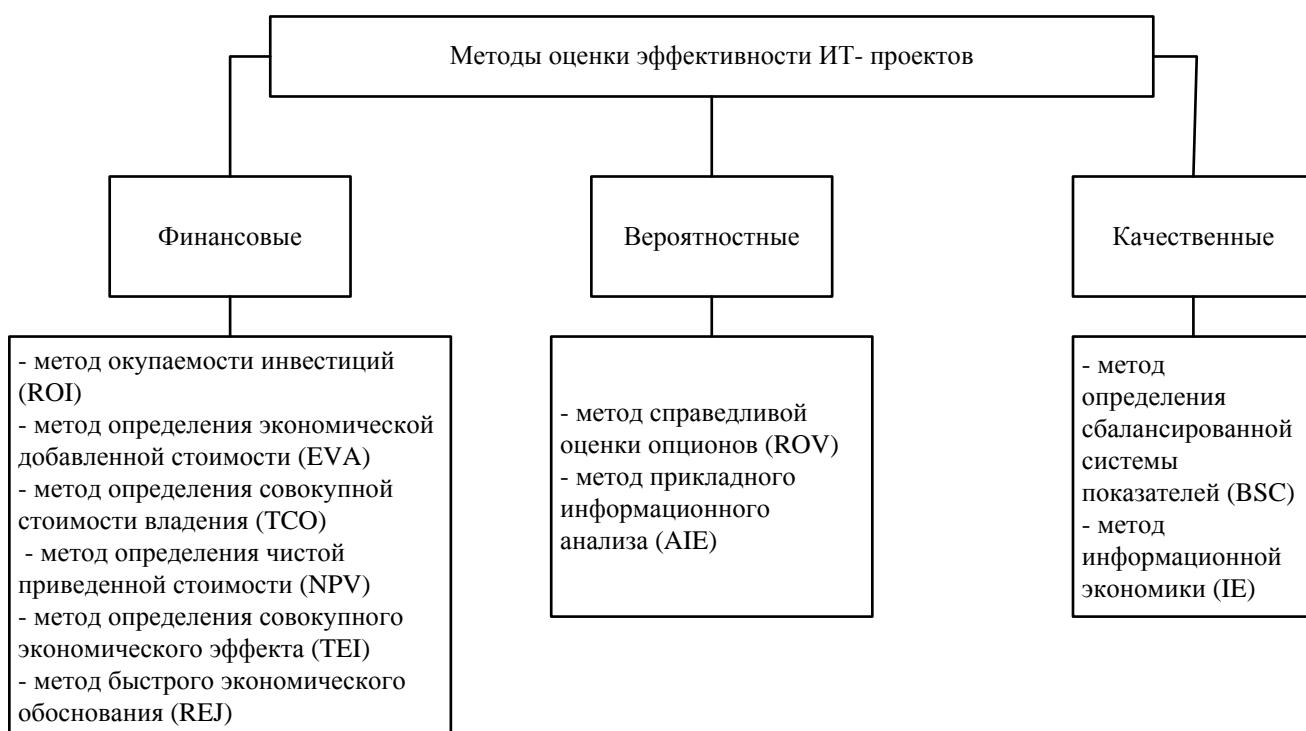 Методы оценки эффективности ИТ- проектов
Финансовые
Вероятностные
Качественные
- метод окупаемости инвестиций
(ROI)
- метод определения экономической
добавленной стоимости (EVA)
- метод определения совокупной
стоимости владения (TCO)
- метод определения чистой
приведенной стоимости (NPV)
- метод определения совокупного
экономического эффекта (TEI)
- метод быстрого экономического
обоснования (REJ)
- метод справедливой
оценки опционов (ROV)
- метод прикладного
информационного
анализа (AIE)
- метод
определения
сбалансированной
системы
показателей (BSC)
- метод
информационной
экономики (IE)